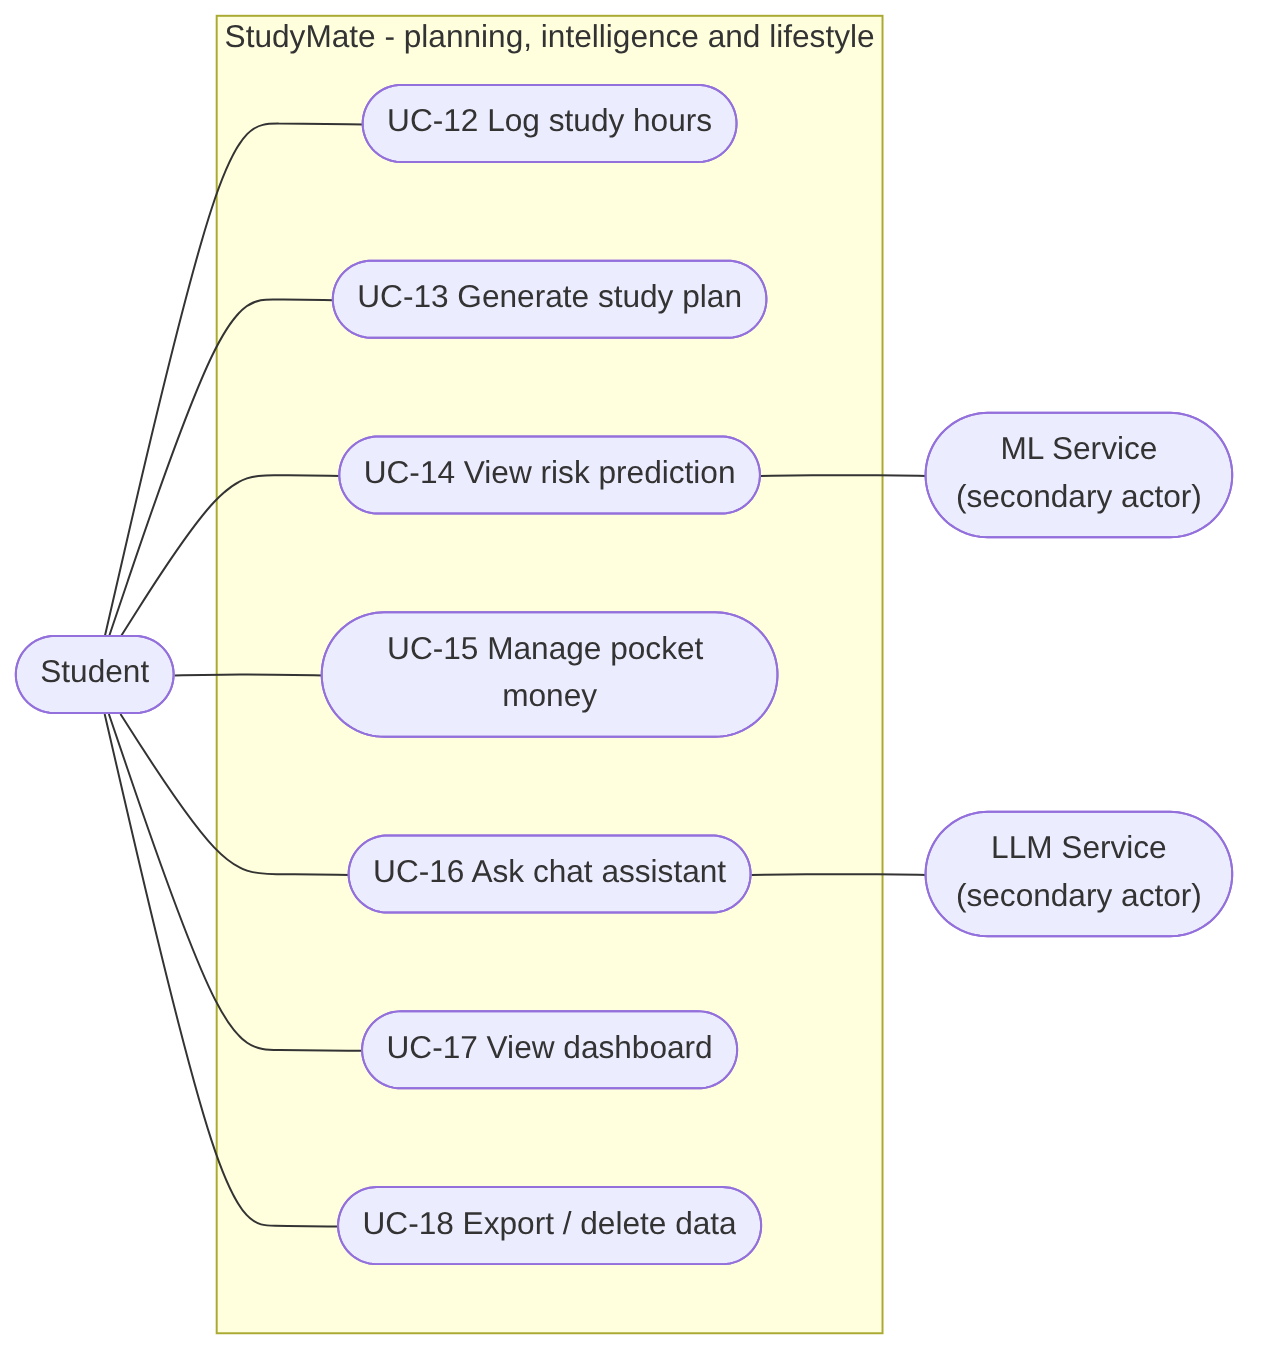 StudyMate - planning, intelligence and lifestyle
UC-12 Log study hours
UC-13 Generate study plan
UC-14 View risk prediction
ML Service
(secondary actor)
Student
UC-15 Manage pocket
money
UC-16 Ask chat assistant
LLM Service
(secondary actor)
UC-17 View dashboard
UC-18 Export / delete data